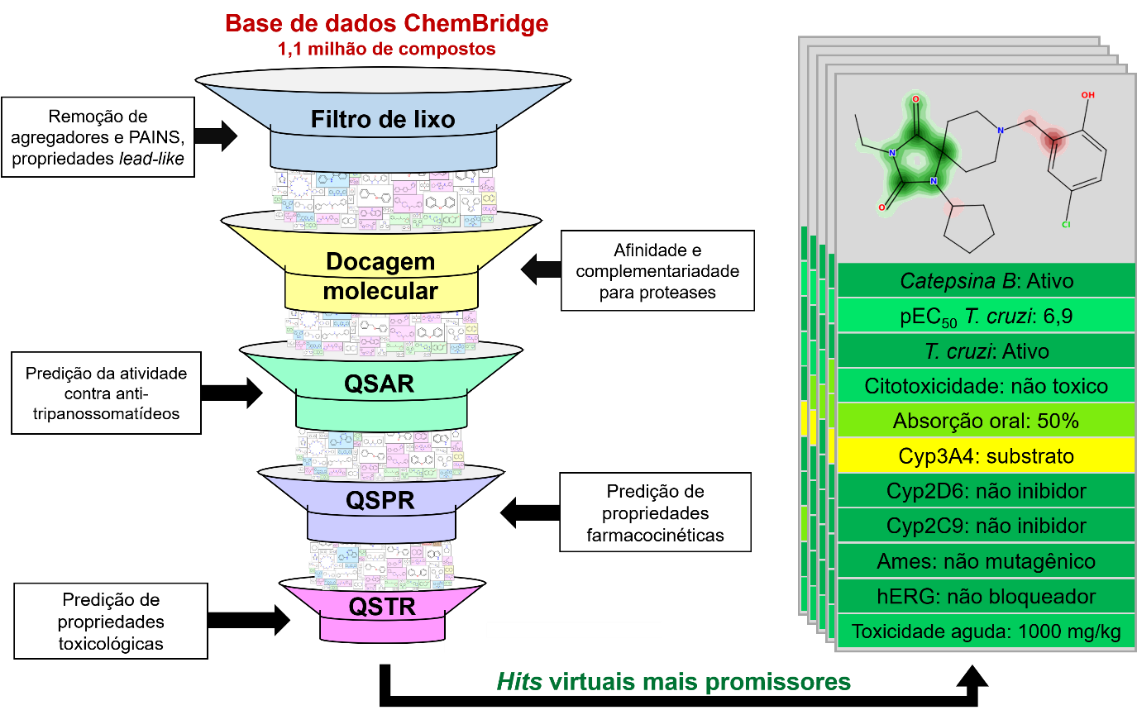 Base de dados ChemBridge
1,1 milhão de compostos
Remoção de
agregadores e PAINS,
propriedades lead-like
Filtro de lixo
Docagem
molecular
Afinidade e
complementariadade
para proteases
Predição da atividade
contra anti-
tripanossomatídeos
QSAR
QSPR
Predição de
propriedades
farmacocinéticas
Predição de
propriedades
toxicológicas
QSTR
Hits virtuais mais promissores
O
N
N
O
N
OH
Cl
Catepsina B: Ativo
pEC50 T. cruzi: 6,9
T. cruzi: Ativo
Citotoxicidade: não toxico
Absorção oral: 50%
Cyp3A4: substrato
Cyp2D6: não inibidor
Cyp2C9: não inibidor
Ames: não mutagênico
hERG: não bloqueador
Toxicidade aguda: 1000 mg/kg